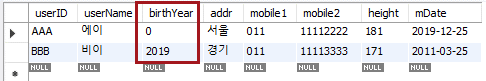 userID userName birthYear addr mobile1 mobile2 height mDate
AAA 에이 0 서울 011 11112222 181 2019-12-25
BBB 비이 2019 경기 011 11113333 171 2011-03-25
NULL NULL NULL NULL NULL NULL NULL NULL